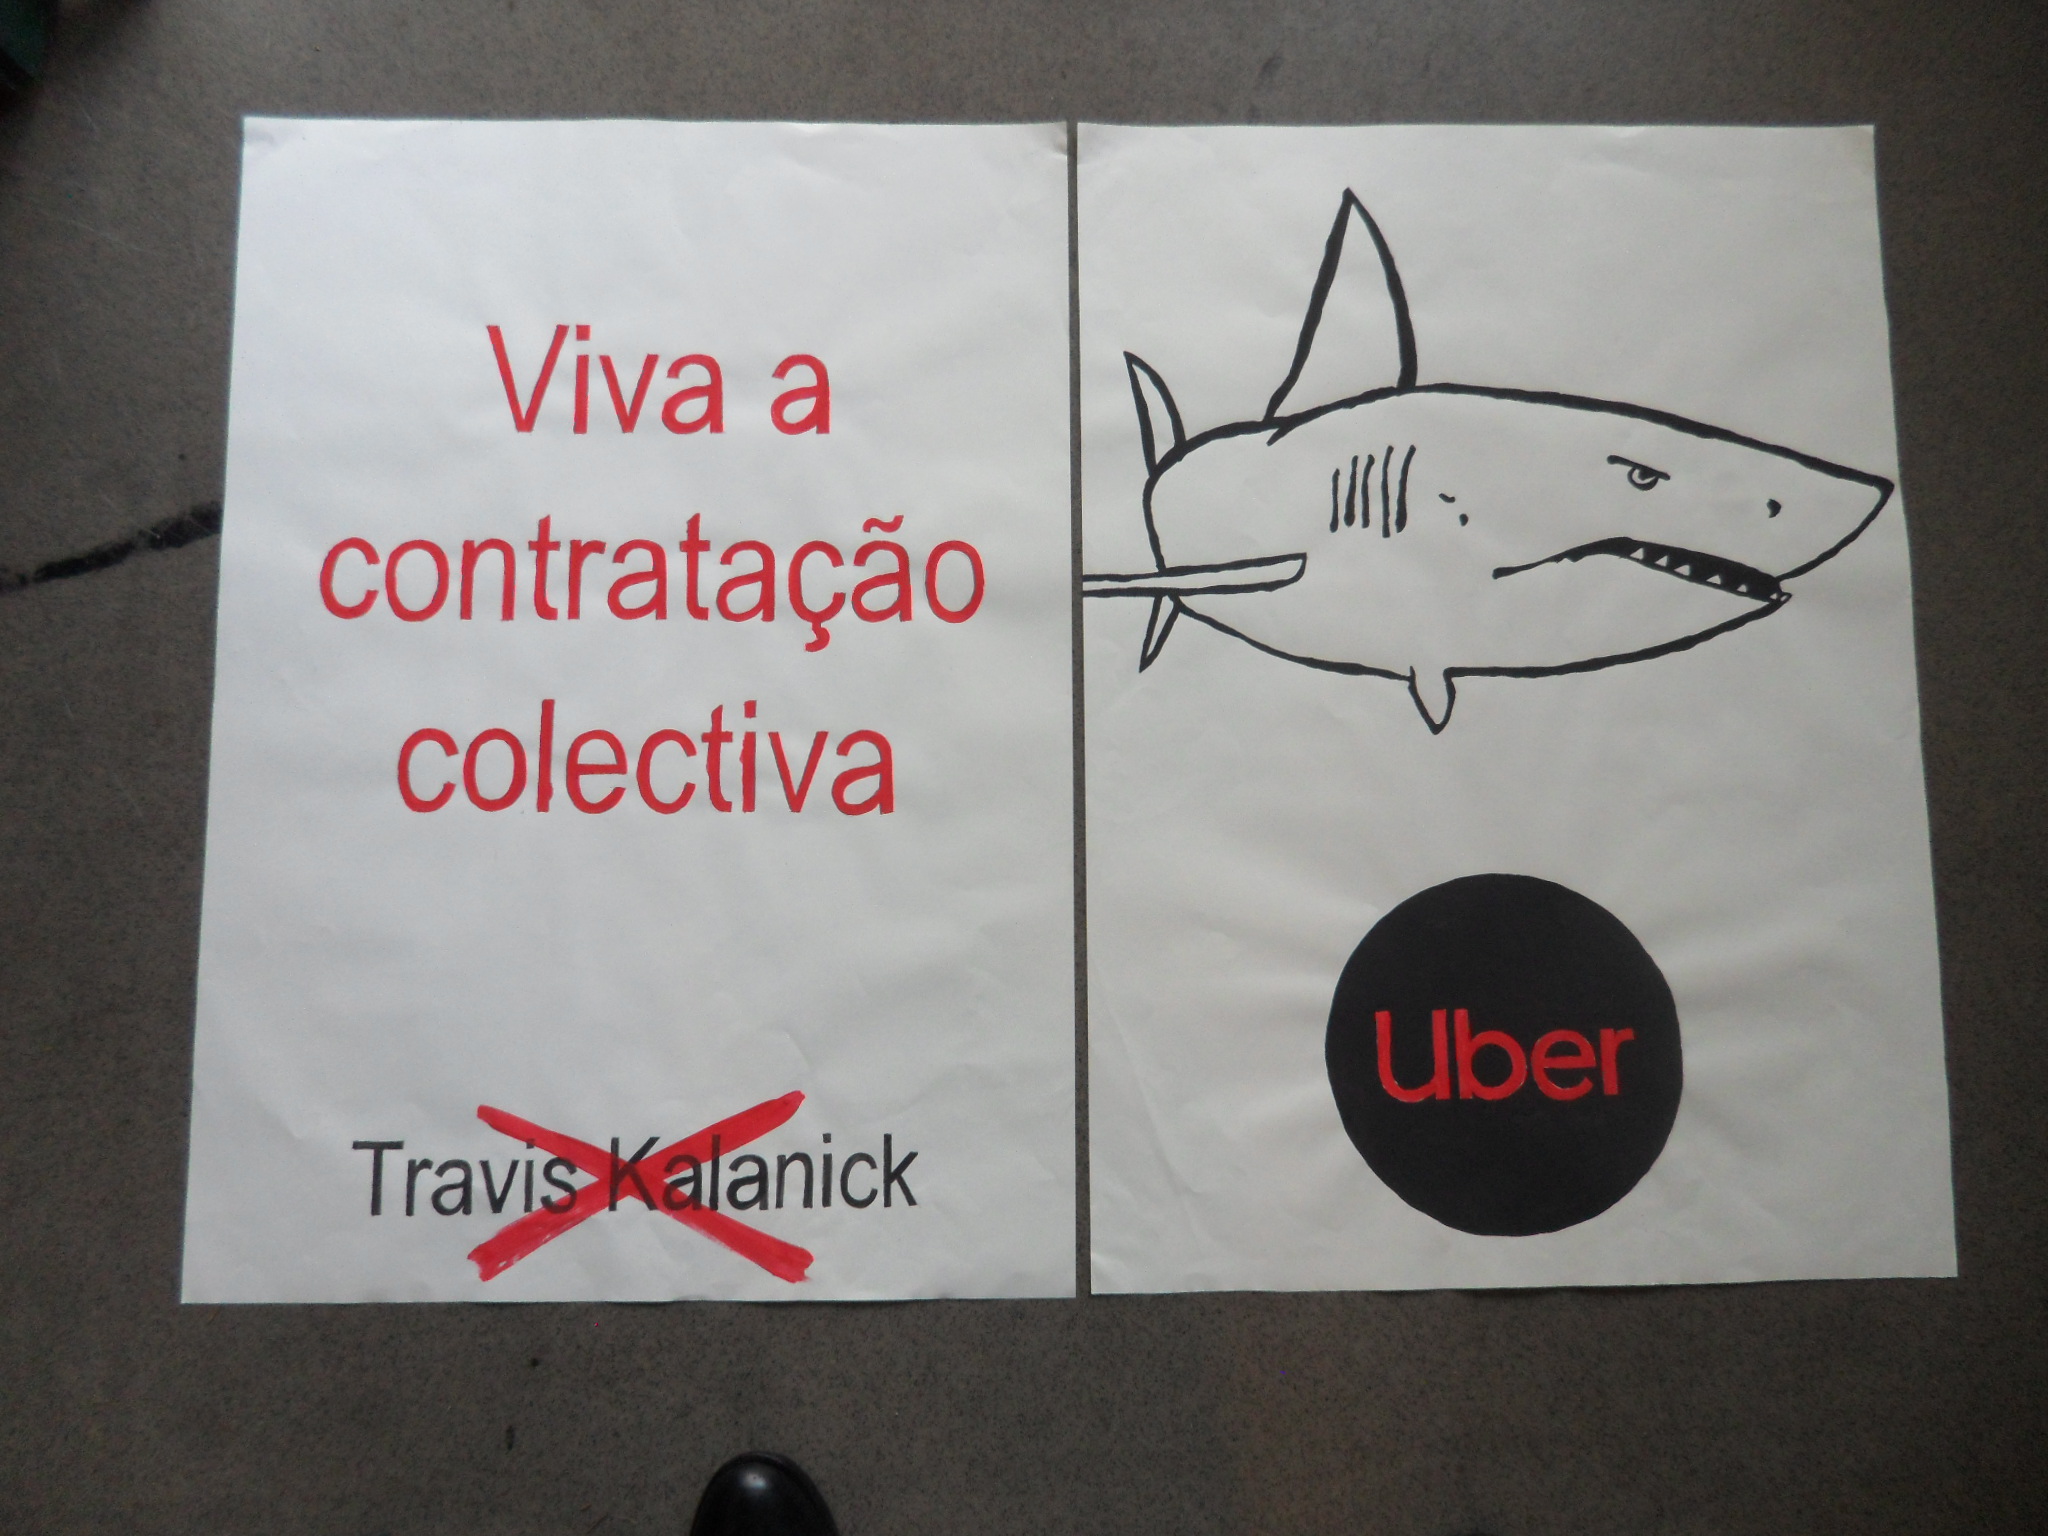 Viva a
contratação
colectiva
Travis Kalanick
Uber